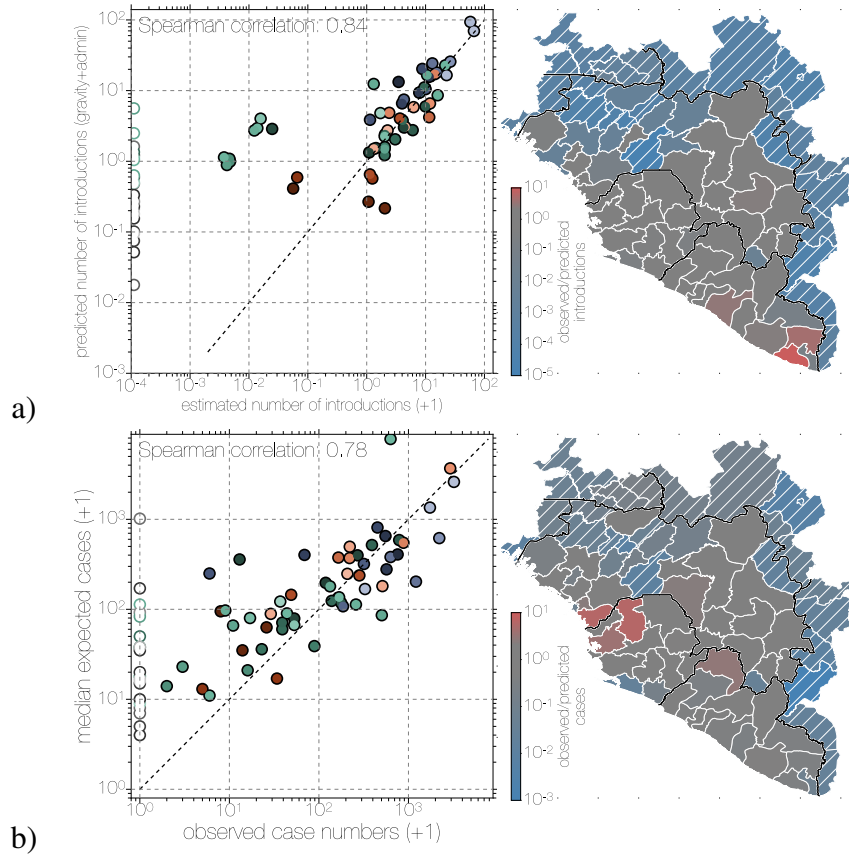 Spearman correlation: 0.84
predicted number of introductions (gravity+admin)
10^2
10^1
10^0
10^-1
10^-2
10^-3
10^-4 10^-3 10^-2 10^-1 10^0 10^1 10^2
estimated number of introductions (+1)
10^1
10^0
10^-1
10^-2
10^-3
10^-4
10^-5
observed/predicted
introductions
a)
Spearman correlation: 0.78
median expected cases (+1)
10^3
10^2
10^1
10^0
10^0 10^1 10^2 10^3
observed case numbers (+1)
10^1
10^0
10^-1
10^-2
10^-3
observed/predicted
cases
b)